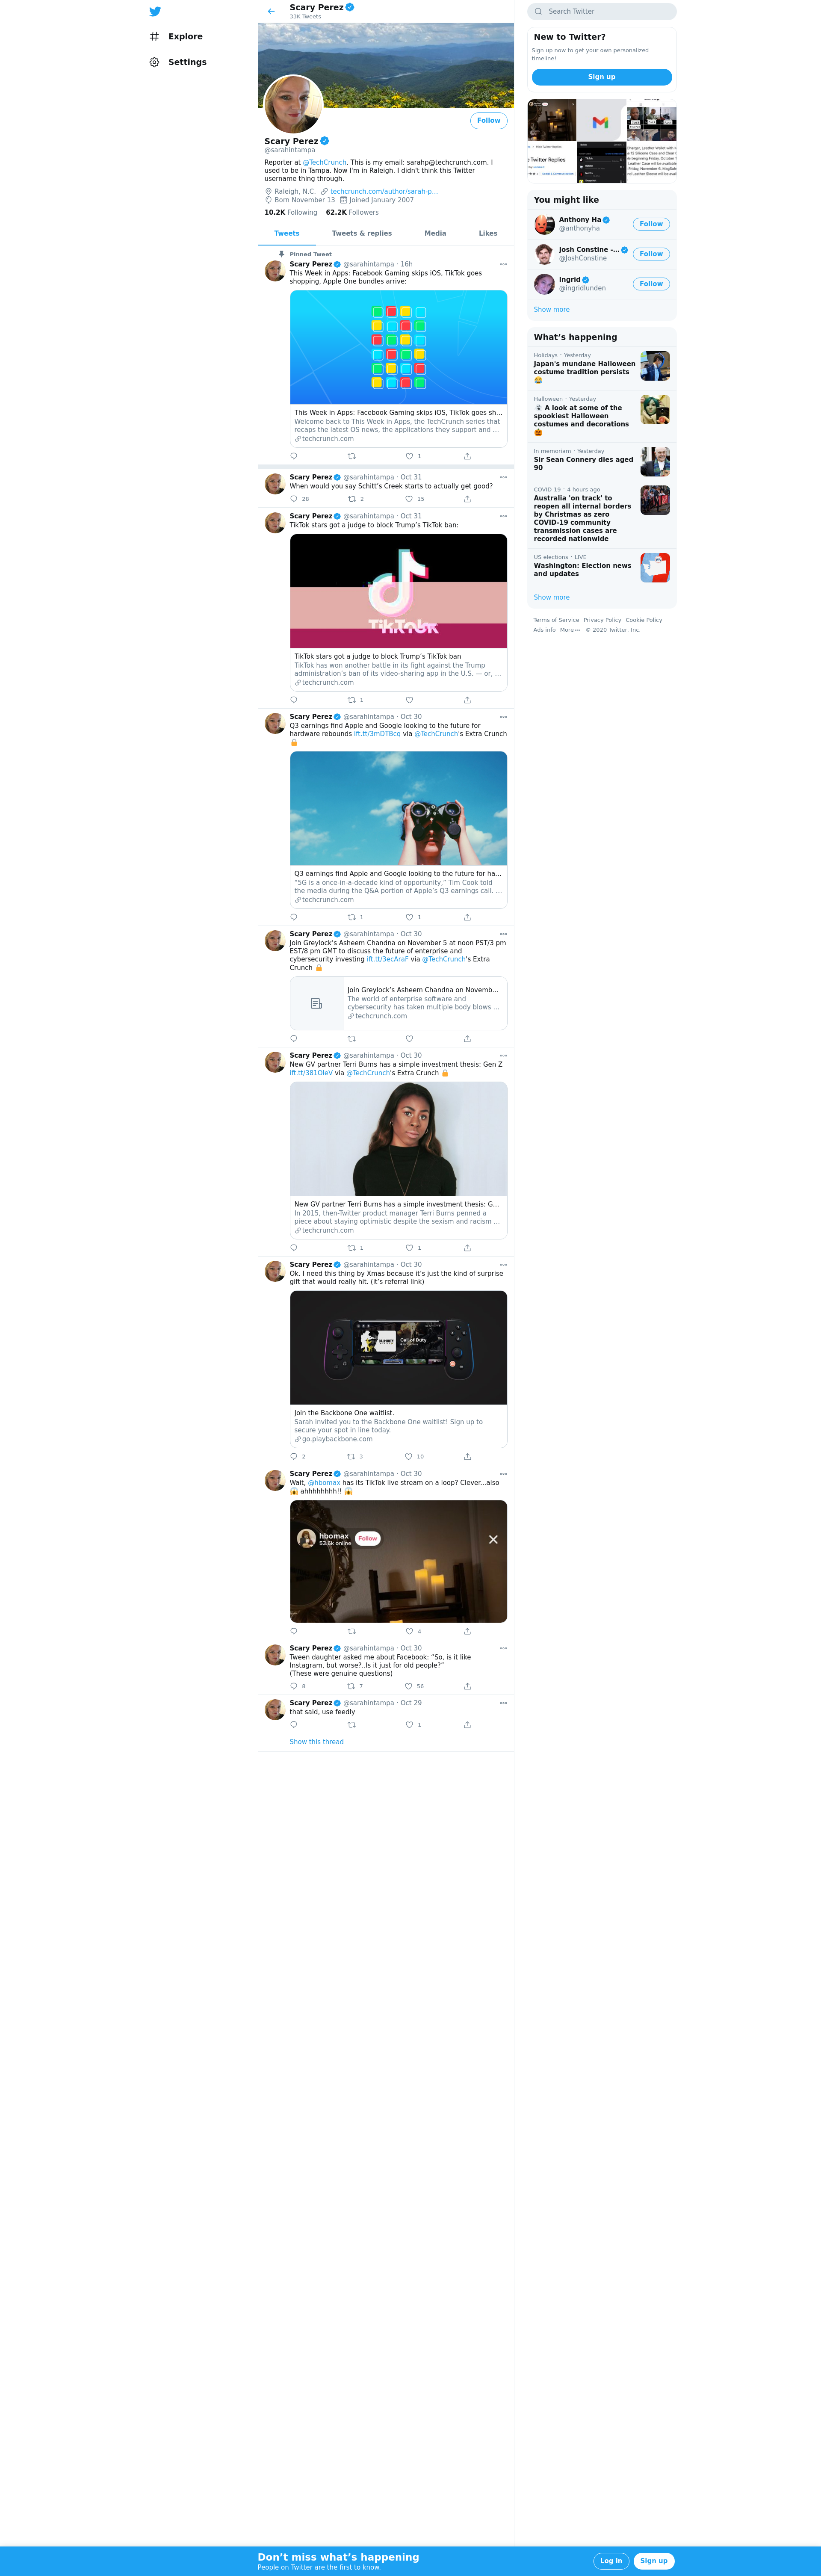 Explore
Settings
Scary Perez
33K Tweets
Follow
Scary Perez
@sarahintampa
Reporter at @TechCrunch. This is my email: sarahp@techcrunch.com. I
used to be in Tampa. Now I'm in Raleigh. I didn't think this Twitter
username thing through.
Raleigh, N.C. techcrunch.com/author/sarah-p…
Born November 13 Joined January 2007
10.2K Following 62.2K Followers
Tweets Tweets & replies Media Likes
Pinned Tweet
Scary Perez @sarahintampa · 16h
This Week in Apps: Facebook Gaming skips iOS, TikTok goes
shopping, Apple One bundles arrive:
This Week in Apps: Facebook Gaming skips iOS, TikTok goes sh…
Welcome back to This Week in Apps, the TechCrunch series that
recaps the latest OS news, the applications they support and …
techcrunch.com
1
Scary Perez @sarahintampa · Oct 31
When would you say Schitt’s Creek starts to actually get good?
28 2 15
Scary Perez @sarahintampa · Oct 31
TikTok stars got a judge to block Trump’s TikTok ban:
TikTok
TikTok stars got a judge to block Trump’s TikTok ban
TikTok has won another battle in its fight against the Trump
administration’s ban of its video-sharing app in the U.S. — or, …
techcrunch.com
1
Scary Perez @sarahintampa · Oct 30
Q3 earnings find Apple and Google looking to the future for
hardware rebounds ift.tt/3mDTBcq via @TechCrunch's Extra Crunch
🔒
Q3 earnings find Apple and Google looking to the future for ha…
“5G is a once-in-a-decade kind of opportunity,” Tim Cook told
the media during the Q&A portion of Apple’s Q3 earnings call. …
techcrunch.com
1 1
Scary Perez @sarahintampa · Oct 30
Join Greylock’s Asheem Chandna on November 5 at noon PST/3 pm
EST/8 pm GMT to discuss the future of enterprise and
cybersecurity investing ift.tt/3ecAraF via @TechCrunch's Extra
Crunch 🔒
Join Greylock’s Asheem Chandna on Novemb…
The world of enterprise software and
cybersecurity has taken multiple body blows …
techcrunch.com
Scary Perez @sarahintampa · Oct 30
New GV partner Terri Burns has a simple investment thesis: Gen Z
ift.tt/381OleV via @TechCrunch's Extra Crunch 🔒
New GV partner Terri Burns has a simple investment thesis: G…
In 2015, then-Twitter product manager Terri Burns penned a
piece about staying optimistic despite the sexism and racism …
techcrunch.com
1 1
Scary Perez @sarahintampa · Oct 30
Ok. I need this thing by Xmas because it’s just the kind of surprise
gift that would really hit. (it’s referral link)
Call of Duty
Join the Backbone One waitlist.
Sarah invited you to the Backbone One waitlist! Sign up to
secure your spot in line today.
go.playbackbone.com
2 3 10
Scary Perez @sarahintampa · Oct 30
Wait, @hbomax has its TikTok live stream on a loop? Clever...also
😱 ahhhhhhhh!! 😱
hbomax
53.6k online
Follow
4
Scary Perez @sarahintampa · Oct 30
Tween daughter asked me about Facebook: “So, is it like
Instagram, but worse?..Is it just for old people?”
(These were genuine questions)
8 7 56
Scary Perez @sarahintampa · Oct 29
that said, use feedly
1
Show this thread
Search Twitter
New to Twitter?
Sign up now to get your own personalized
timeline!
Sign up
Twitter Replies
You might like
Anthony Ha
@anthonyha
Follow
Josh Constine -…
@JoshConstine
Follow
Ingrid
@ingridlunden
Follow
Show more
What’s happening
Holidays · Yesterday
Japan's mundane Halloween
costume tradition persists
😂
Halloween · Yesterday
A look at some of the
spookiest Halloween
costumes and decorations
🎃
In memoriam · Yesterday
Sir Sean Connery dies aged
90
COVID-19 · 4 hours ago
Australia 'on track' to
reopen all internal borders
by Christmas as zero
COVID-19 community
transmission cases are
recorded nationwide
US elections · LIVE
Washington: Election news
and updates
Show more
Terms of Service Privacy Policy Cookie Policy
Ads info More © 2020 Twitter, Inc.
Don’t miss what’s happening
People on Twitter are the first to know.
Log in
Sign up